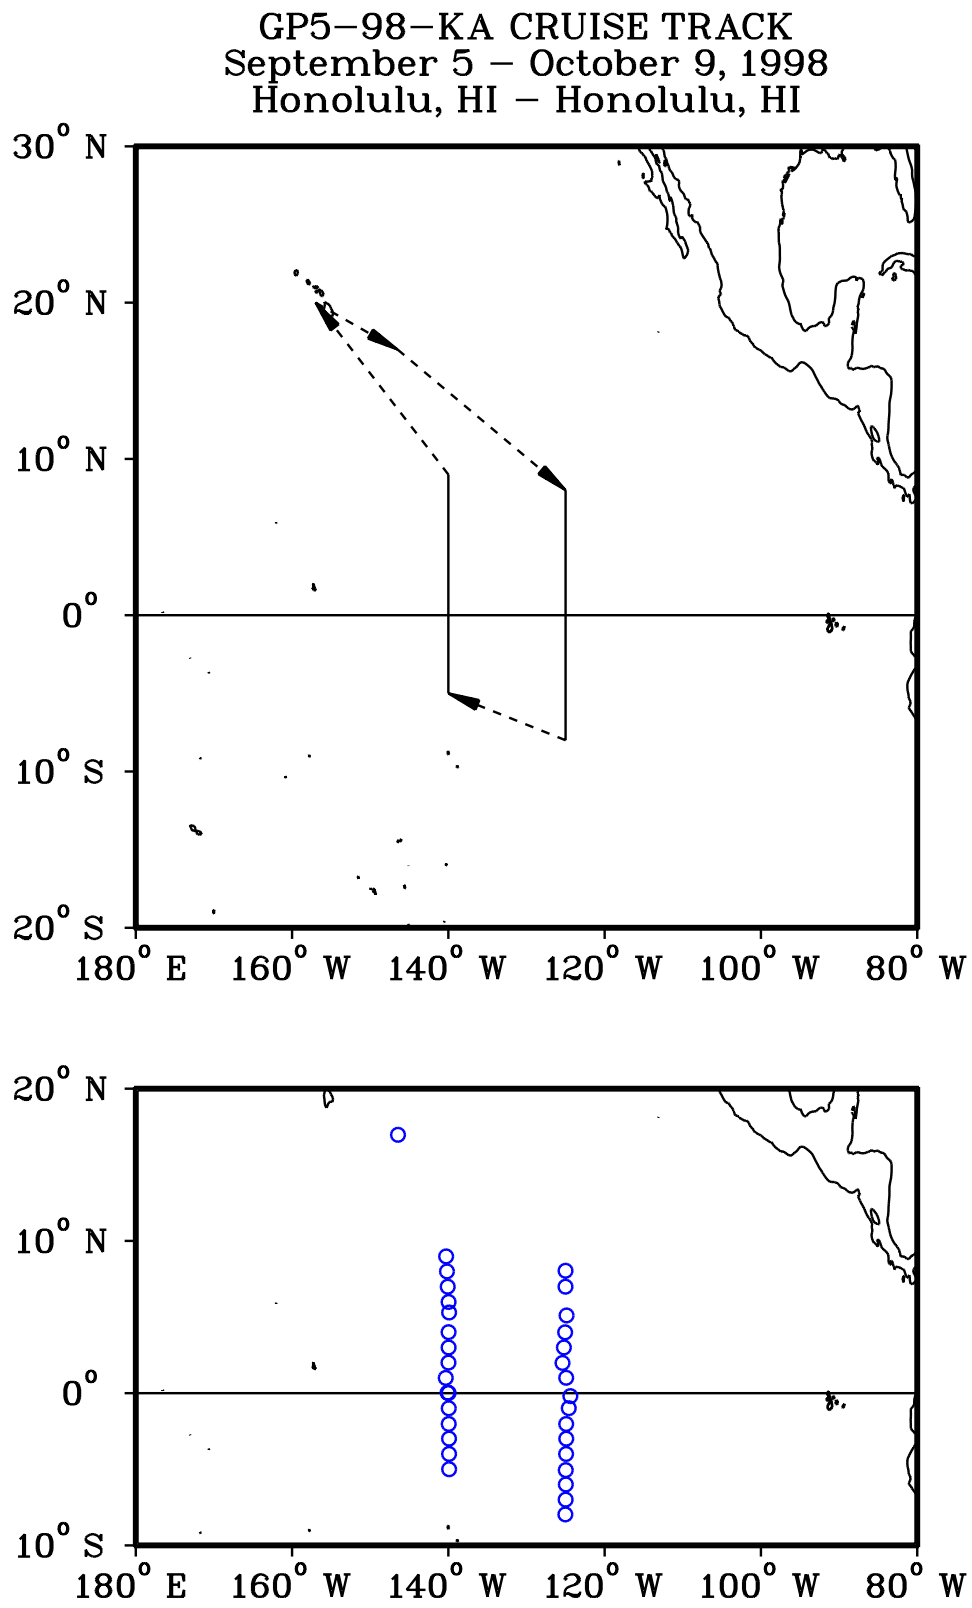 GP5-98-KA CRUISE TRACK
September 5 - October 9, 1998
Honolulu, HI - Honolulu, HI
30° N
20° N
10° N
0°
10° S
20° S
180° E 160° W 140° W 120° W 100° W 80° W
20° N
10° N
0°
10° S
180° E 160° W 140° W 120° W 100° W 80° W